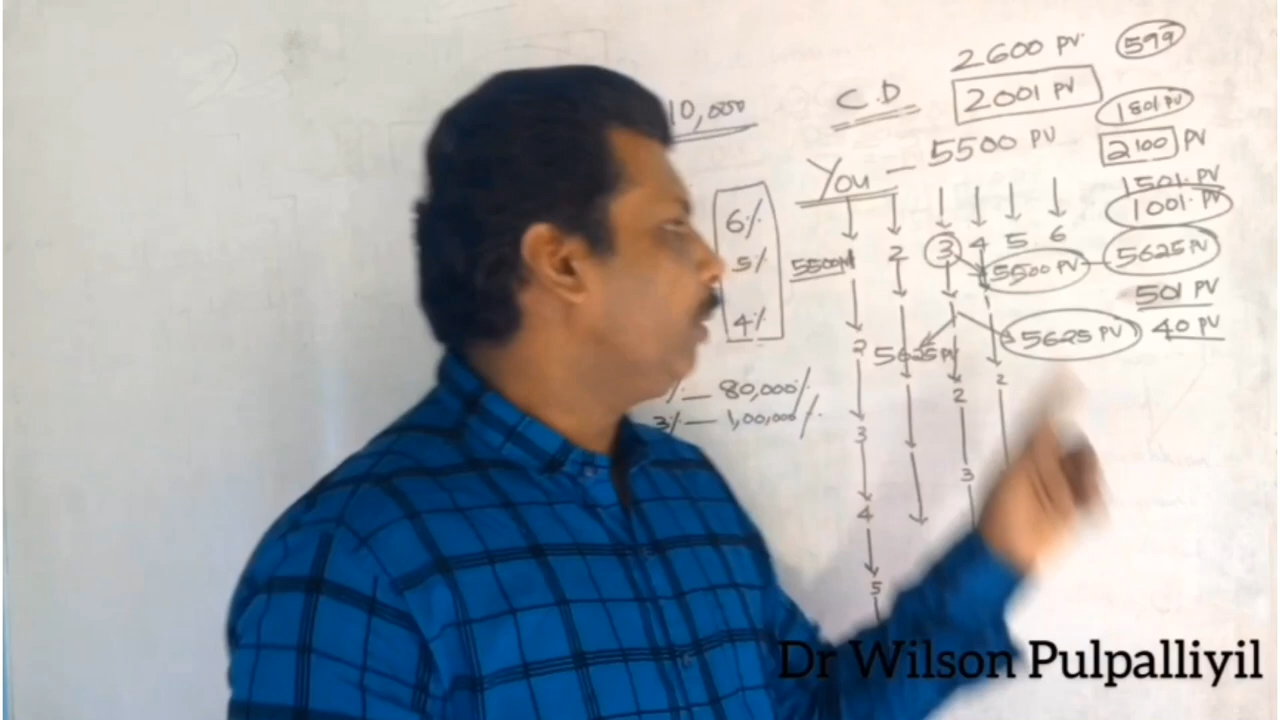 2600 PV 599
10,000 C.D 2001 PV 1801 PV
You — 5500 PV 2100 PV
1501 PV
1001 PV
6% 3 4 5 6
5% 5500 PV 2 5500 PV — 5625 PV
501 PV
4% 2 5625 PV 5625 PV 40 PV
% — 80,000/- 2 2
3% — 1,00,000/-
3 3
4
5
Dr Wilson Pulpalliyil